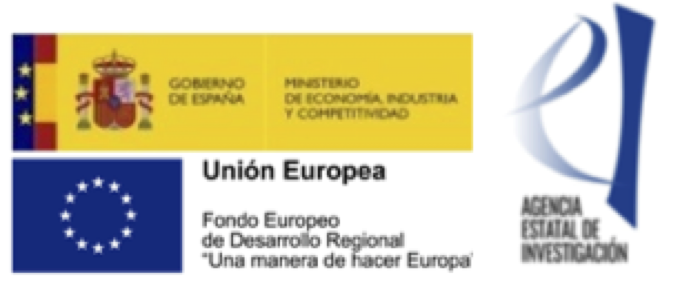 GOBIERNO
DE ESPAÑA
MINISTERIO
DE ECONOMÍA, INDUSTRIA
Y COMPETITIVIDAD
Unión Europea
Fondo Europeo
de Desarrollo Regional
"Una manera de hacer Europa"
AGENCIA
ESTATAL DE
INVESTIGACIÓN